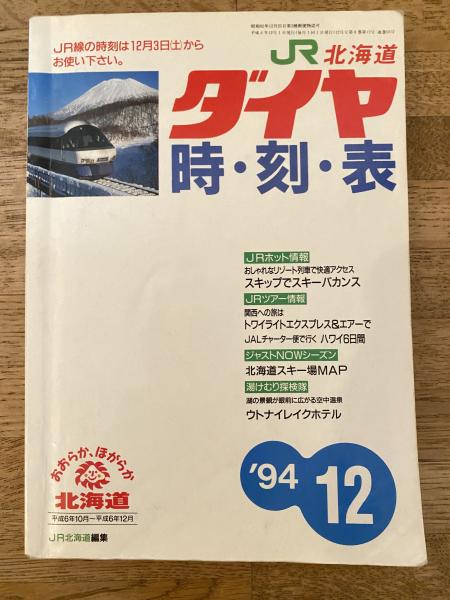 JR線の時刻は12月3日(土)から
お使い下さい。
JR北海道
ダイヤ
時・刻・表
JRホット情報
おしゃれなリゾート列車で快適アクセス
スキップでスキーバカンス
JRツアー情報
関西への旅は
トワイライトエクスプレス&エアーで
JALチャーター便で行く ハワイ6日間
ジャストNOWシーズン
北海道スキー場MAP
湯けむり探検隊
湖の景観が眼前に広がる空中温泉
ウトナイレイクホテル
おおらか、ほがらか
北海道
平成6年10月〜平成6年12月
JR北海道編集
'94 12